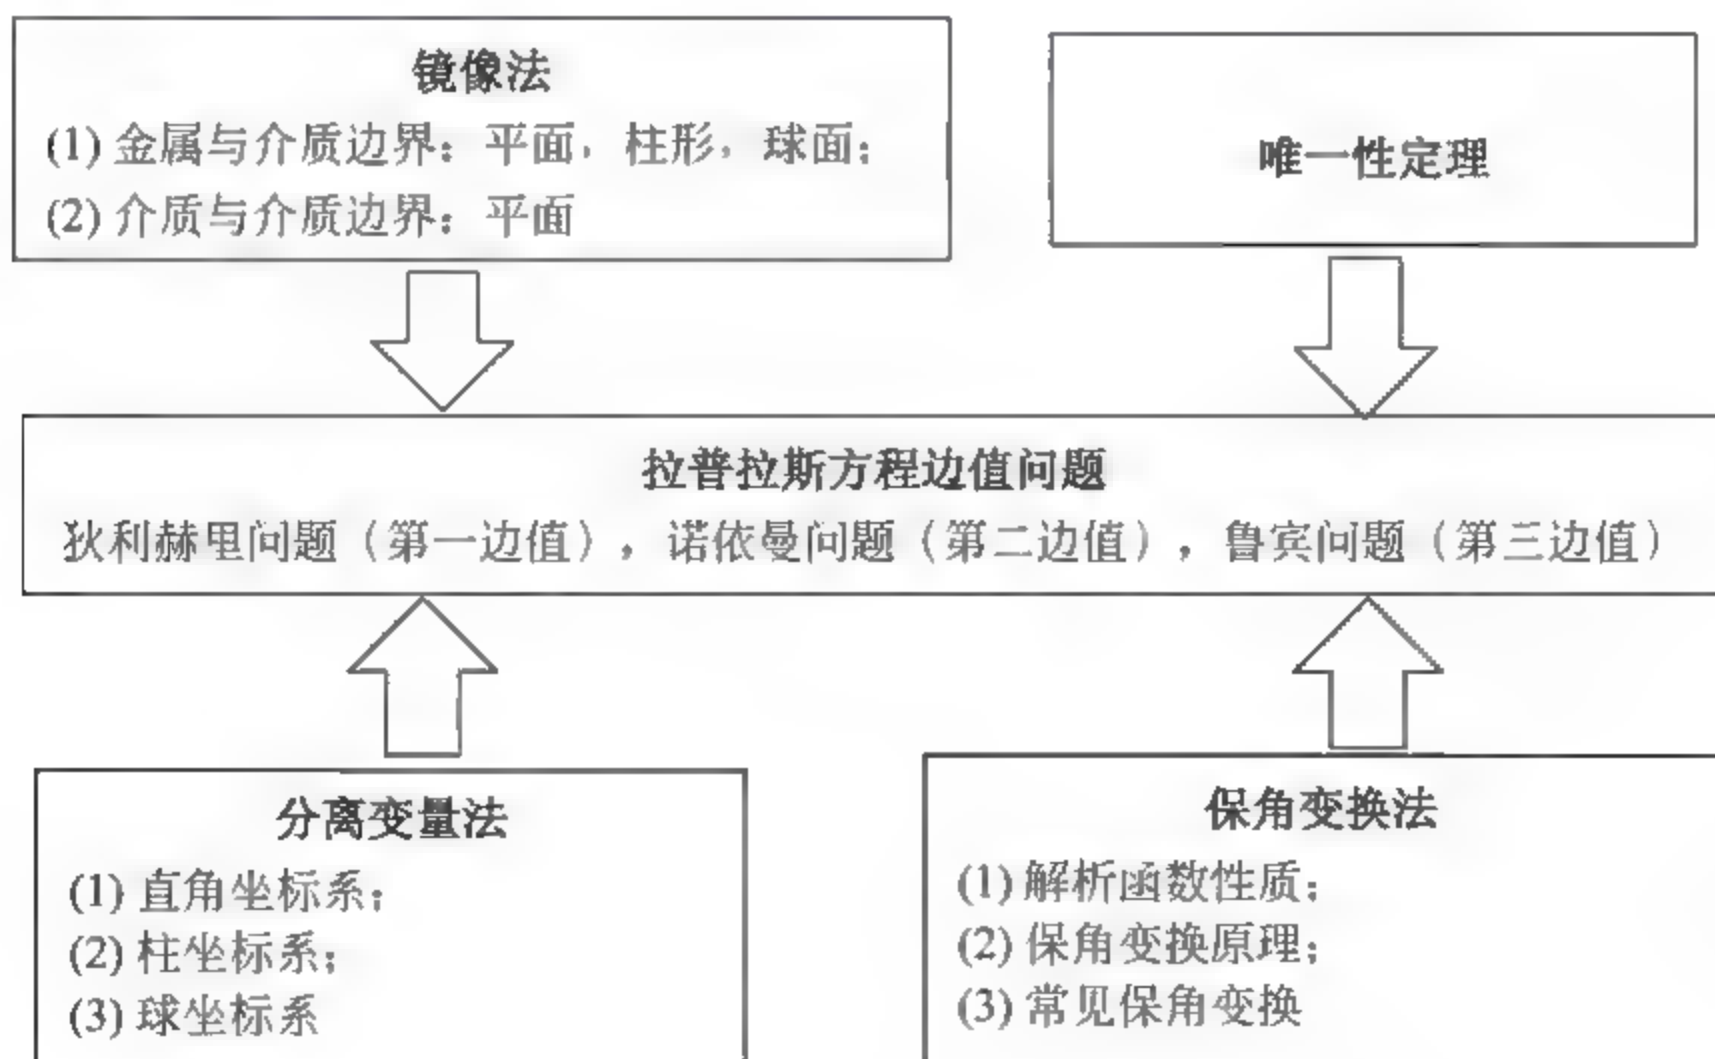 镜像法
(1) 金属与介质边界：平面，柱形，球面；
(2) 介质与介质边界：平面
唯一性定理
拉普拉斯方程边值问题
狄利赫里问题（第一边值），诺依曼问题（第二边值），鲁宾问题（第三边值）
分离变量法
(1) 直角坐标系；
(2) 柱坐标系；
(3) 球坐标系
保角变换法
(1) 解析函数性质；
(2) 保角变换原理；
(3) 常见保角变换